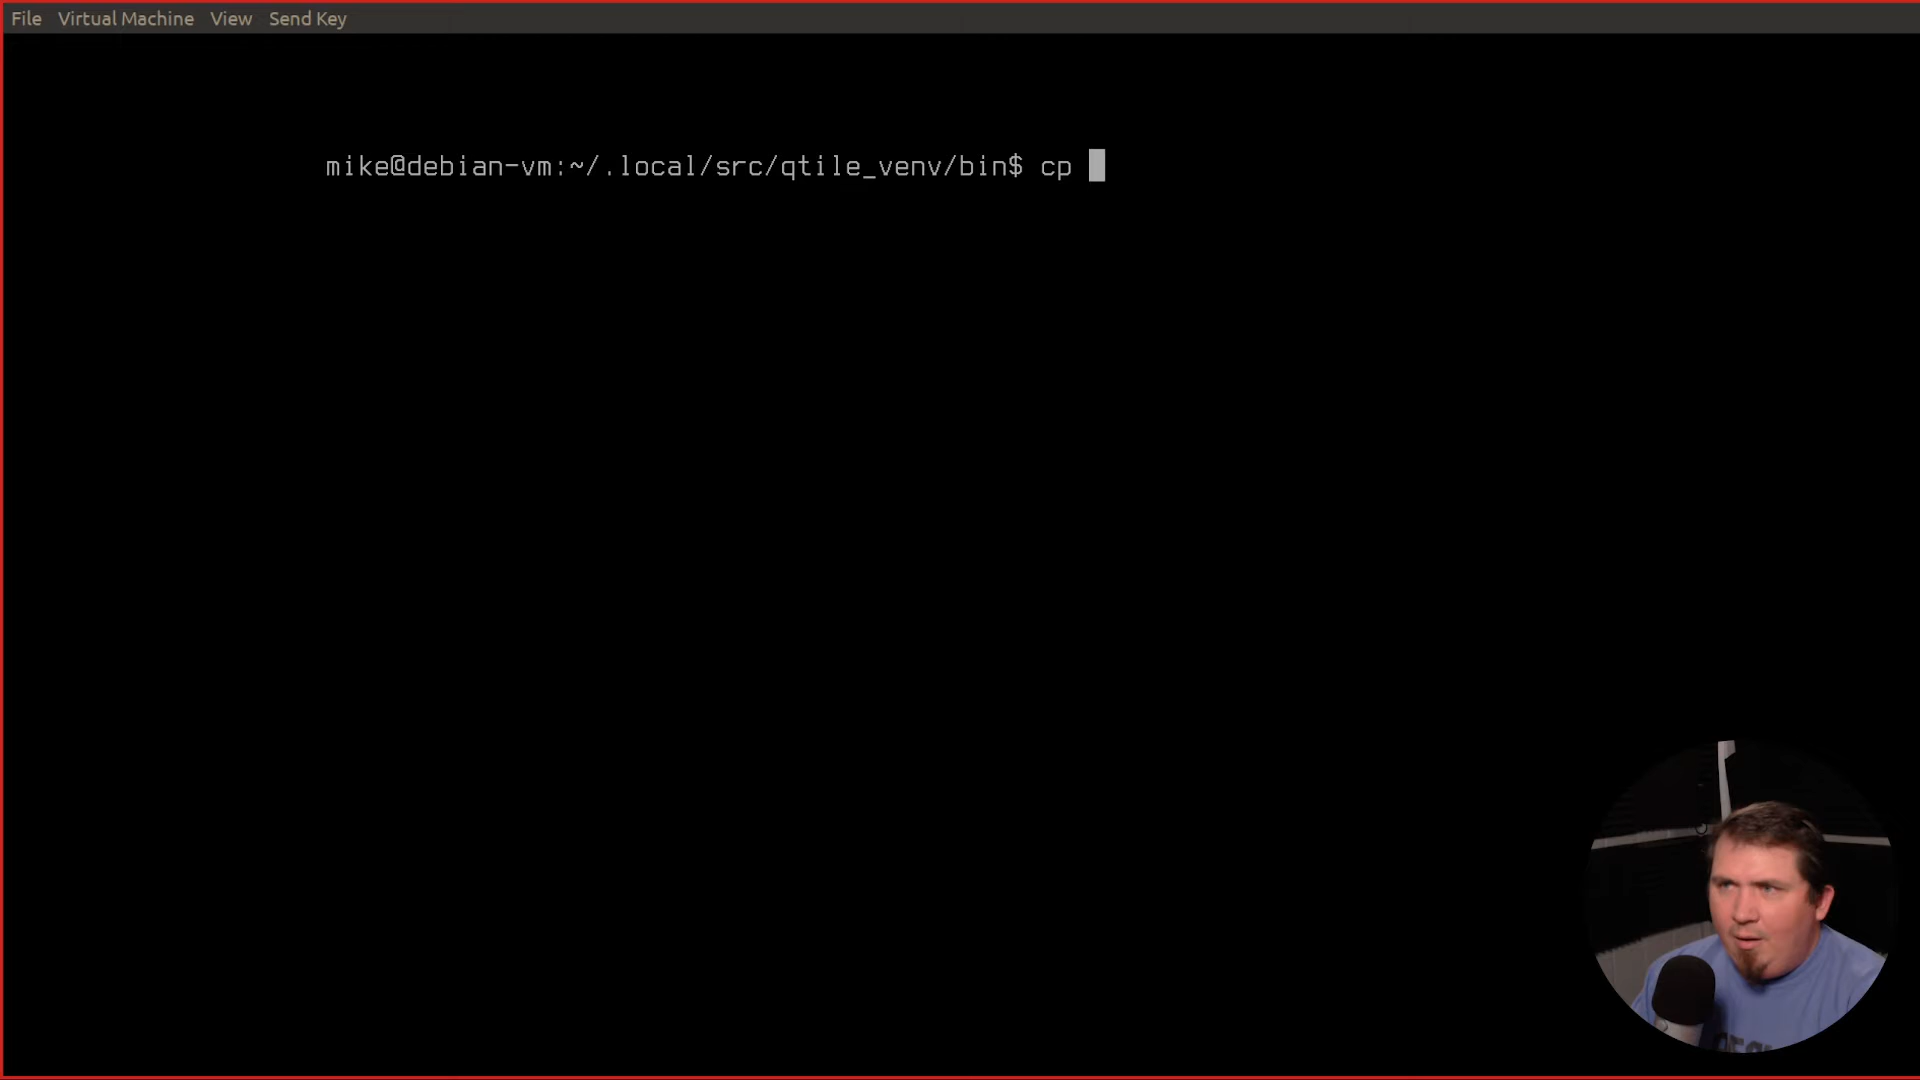 File Virtual Machine View Send Key
mike@debian-vm:~/.local/src/qtile_venv/bin$ cp